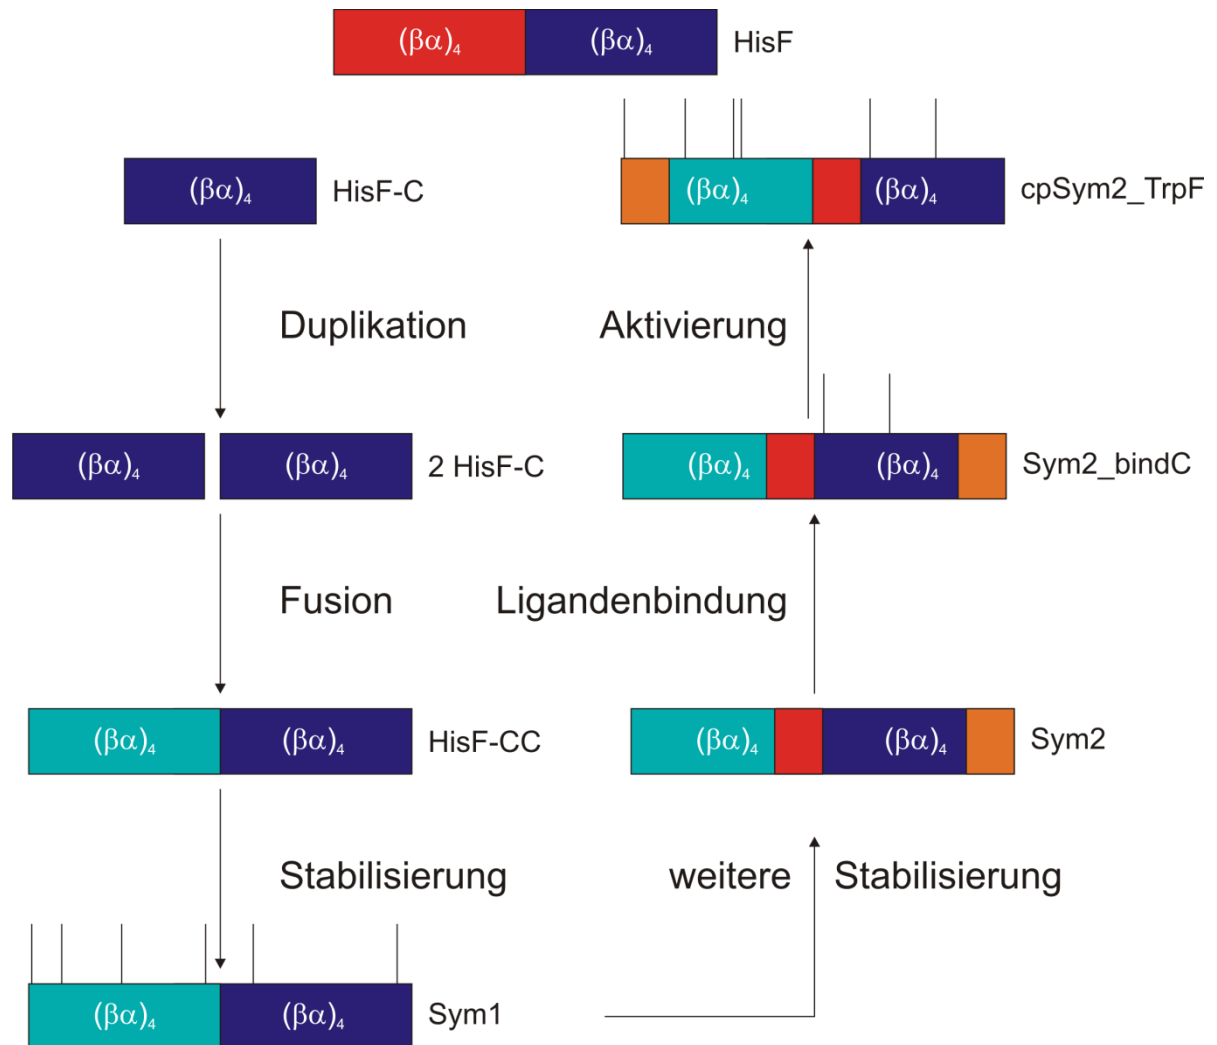 (βα)₄ (βα)₄ HisF
(βα)₄ HisF-C
(βα)₄ (βα)₄ cpSym2_TrpF
Duplikation
Aktivierung
(βα)₄ (βα)₄ 2 HisF-C
(βα)₄ (βα)₄ Sym2_bindC
Fusion
Ligandenbindung
(βα)₄ (βα)₄ HisF-CC
(βα)₄ (βα)₄ Sym2
Stabilisierung
weitere Stabilisierung
(βα)₄ (βα)₄ Sym1